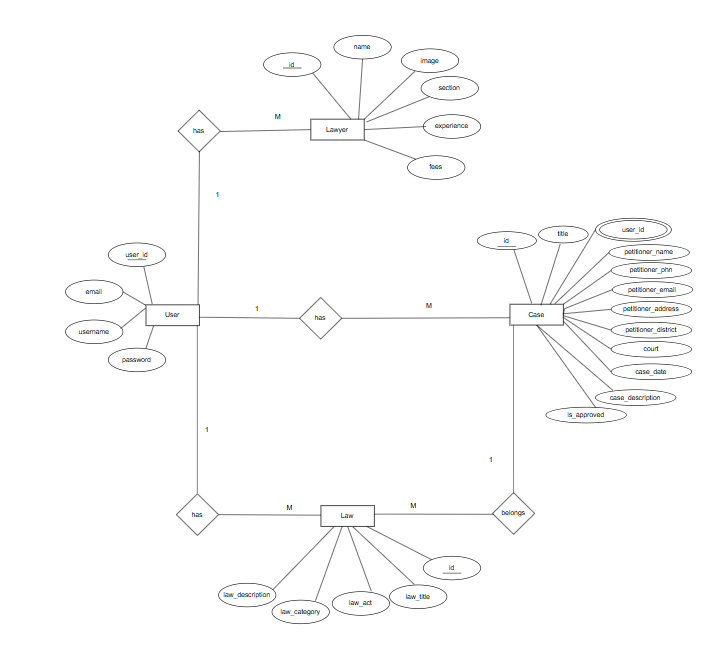 name
id
image
section
M
experience
has
Lawyer
fees
1
user_id
id
title
user_id
petitioner_name
petitioner_phn
email
petitioner_email
1
M
petitioner_address
User
has
Case
username
petitioner_district
court
password
case_date
case_description
is_approved
1
1
M
M
has
Law
belongs
id
law_description
law_category
law_act
law_title